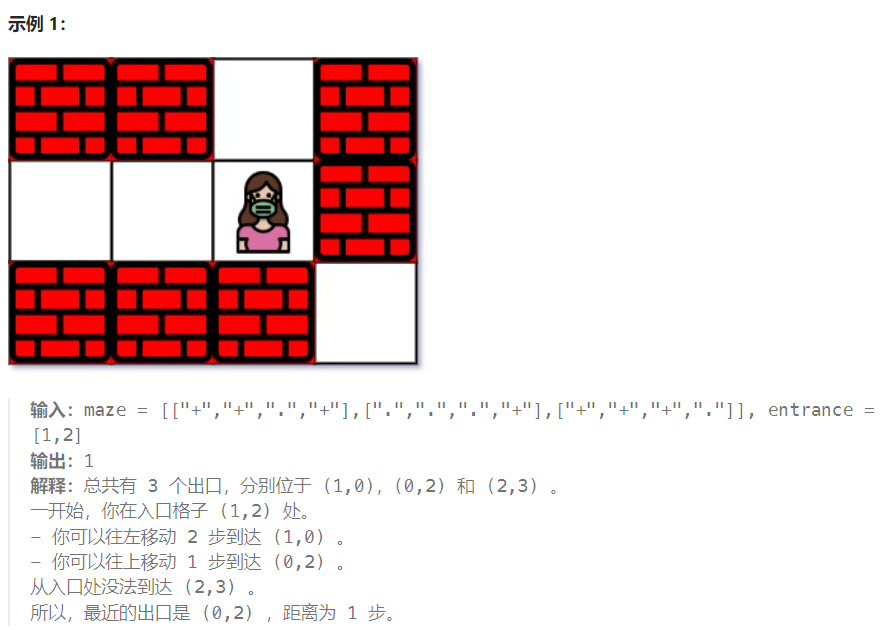 示例 1：
输入：maze = [["+","+",".","+"],[".",".",".","+"],["+","+","+","."]], entrance =
[1,2]
输出：1
解释：总共有 3 个出口，分别位于 (1,0)，(0,2) 和 (2,3) 。
一开始，你在入口格子 (1,2) 处。
- 你可以往左移动 2 步到达 (1,0) 。
- 你可以往上移动 1 步到达 (0,2) 。
从入口处没法到达 (2,3) 。
所以，最近的出口是 (0,2) ，距离为 1 步。